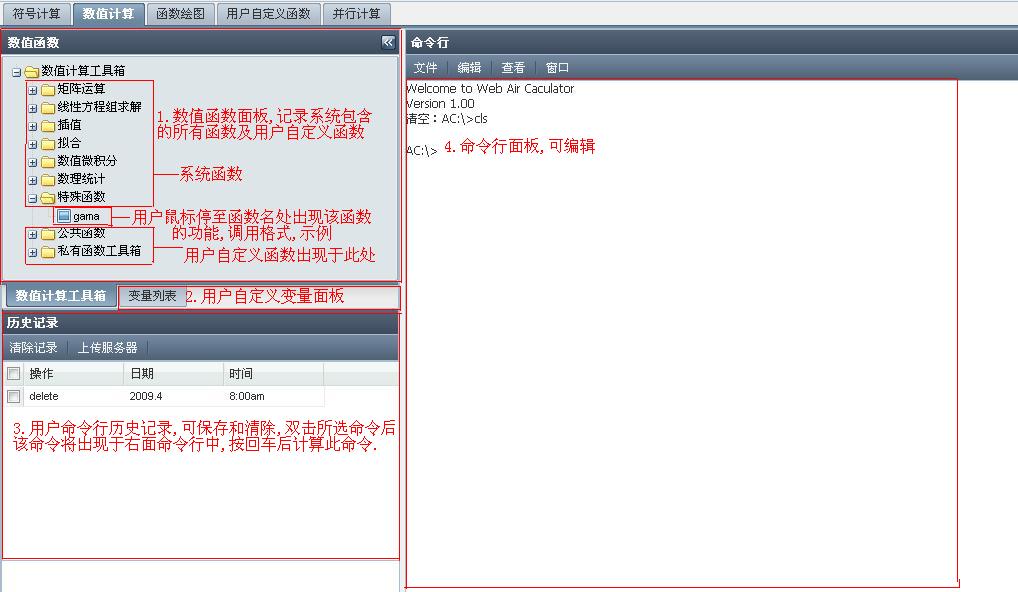 符号计算 数值计算 函数绘图 用户自定义函数 并行计算
数值函数
数值计算工具箱
矩阵运算
线性方程组求解
插值
拟合
数值微积分
数理统计
特殊函数
gama
公共函数
私有函数工具箱
1.数值函数面板,记录系统包含
的所有函数及用户自定义函数
系统函数
用户鼠标停至函数名处出现该函数
的功能,调用格式,示例
用户自定义函数出现于此处
数值计算工具箱 变量列表 2.用户自定义变量面板
历史记录
清除记录 上传服务器
操作 日期 时间
delete 2009.4 8:00am
3.用户命令行历史记录,可保存和清除,双击所选命令后
该命令将出现于右面命令行中,按回车后计算此命令.
命令行
文件 编辑 查看 窗口
Welcome to Web Air Caculator
Version 1.00
清空：AC:\>cls
AC:\> 4.命令行面板,可编辑